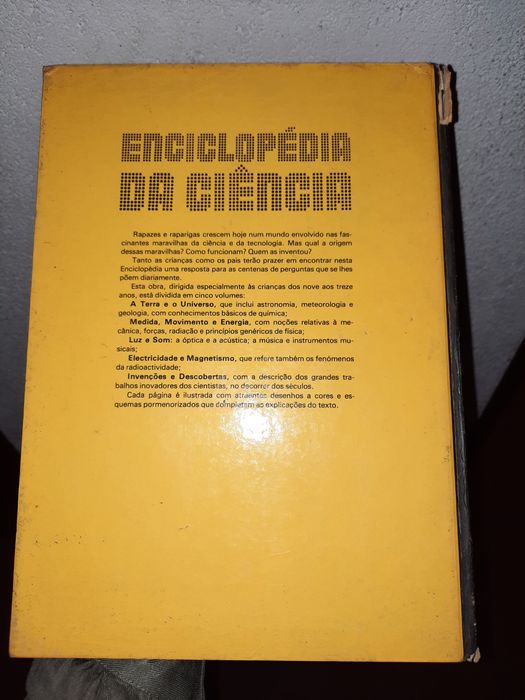 ENCICLOPÉDIA
DA CIÊNCIA
Rapazes e raparigas crescem hoje num mundo envolvido nas fas-
cinantes maravilhas da ciência e da tecnologia. Mas qual a origem
dessas maravilhas? Como funcionam? Quem as inventou?
Tanto as crianças como os pais terão prazer em encontrar nesta
Enciclopédia uma resposta para as centenas de perguntas que se lhes
põem diariamente.
Esta obra, dirigida especialmente às crianças dos nove aos treze
anos, está dividida em cinco volumes:
A Terra e o Universo, que inclui astronomia, meteorologia e
geologia, com conhecimentos básicos de química;
Medida, Movimento e Energia, com noções relativas à me-
cânica, forças, radiação e princípios genéricos de física;
Luz e Som: a óptica e a acústica; a música e instrumentos mu-
sicais;
Electricidade e Magnetismo, que refere também os fenómenos
da radioactividade;
Invenções e Descobertas, com a descrição dos grandes tra-
balhos inovadores dos cientistas, no decorrer dos séculos.
Cada página é ilustrada com atraentes desenhos a cores e es-
quemas pormenorizados que completam as explicações do texto.